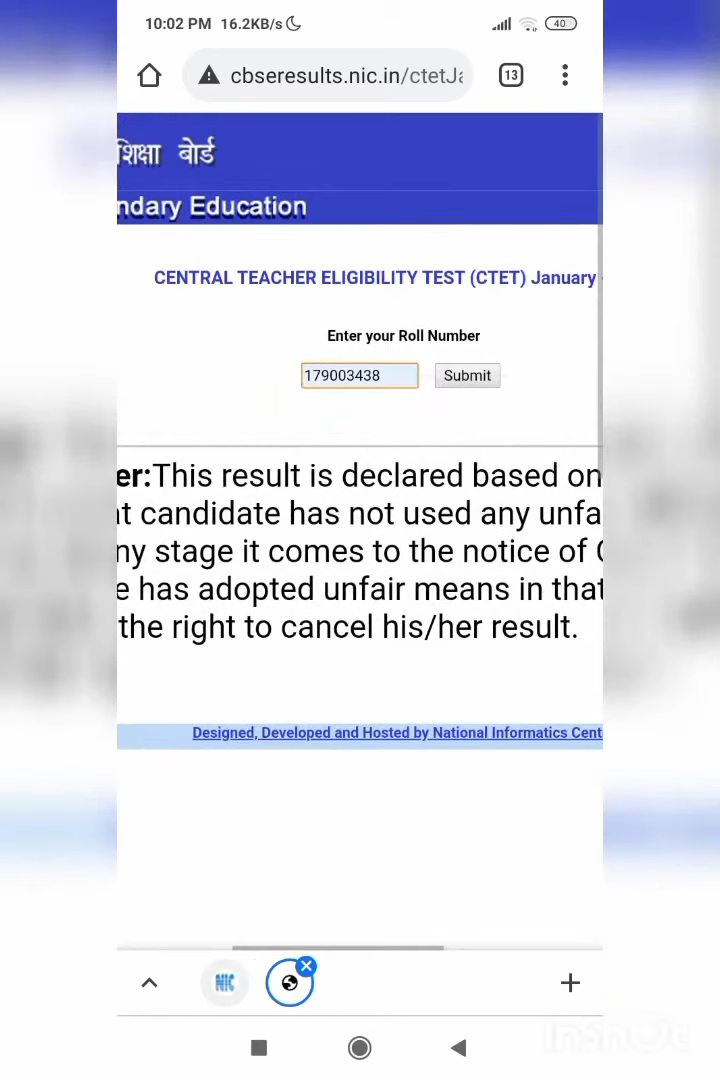 10:02 PM 16.2KB/s 40
cbseresults.nic.in/ctetJa 13
शिक्षा बोर्ड
ndary Education
CENTRAL TEACHER ELIGIBILITY TEST (CTET) January
Enter your Roll Number
179003438 Submit
er:This result is declared based on
at candidate has not used any unfa
ny stage it comes to the notice of C
e has adopted unfair means in that
the right to cancel his/her result.
Designed, Developed and Hosted by National Informatics Cent
NIC
InShOt